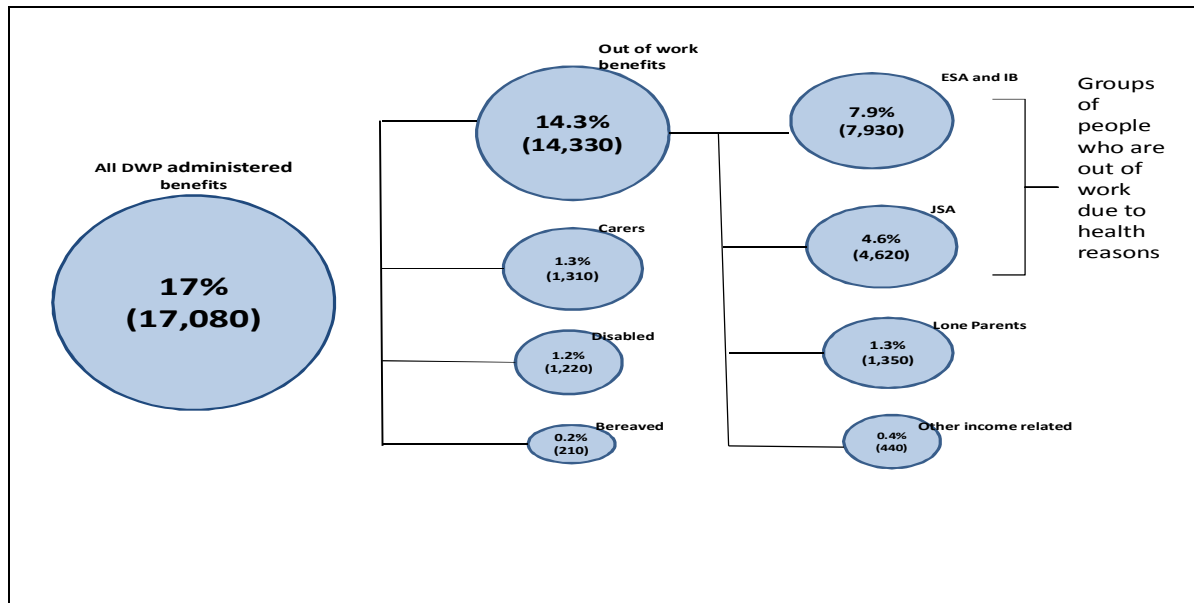 All DWP administered
benefits
17%
(17,080)
Out of work
benefits
14.3%
(14,330)
Carers
1.3%
(1,310)
Disabled
1.2%
(1,220)
Bereaved
0.2%
(210)
ESA and IB
7.9%
(7,930)
JSA
4.6%
(4,620)
Lone Parents
1.3%
(1,350)
Other income related
0.4%
(440)
Groups
of
people
who are
out of
work
due to
health
reasons